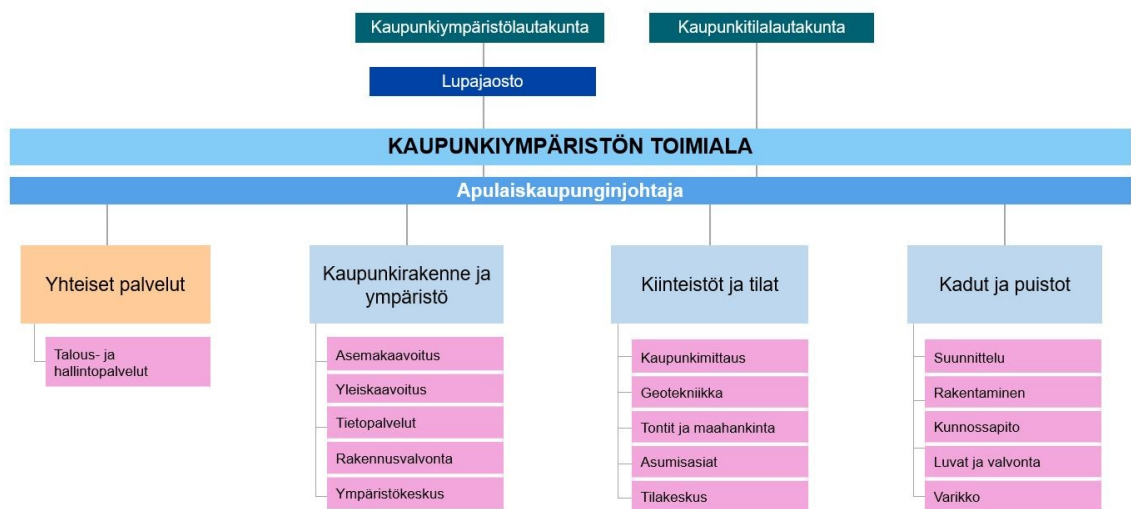 Kaupunkiympäristölautakunta
Kaupunkitilalautakunta
Lupajaosto
KAUPUNKIYMPÄRISTÖN TOIMIALA
Apulaiskaupunginjohtaja
Yhteiset palvelut
Talous- ja
hallintopalvelut
Kaupunkirakenne ja
ympäristö
Asemakaavoitus
Yleiskaavoitus
Tietopalvelut
Rakennusvalvonta
Ympäristökeskus
Kiinteistöt ja tilat
Kaupunkimittaus
Geotekniikka
Tontit ja maahankinta
Asumisasiat
Tilakeskus
Kadut ja puistot
Suunnittelu
Rakentaminen
Kunnossapito
Luvat ja valvonta
Varikko